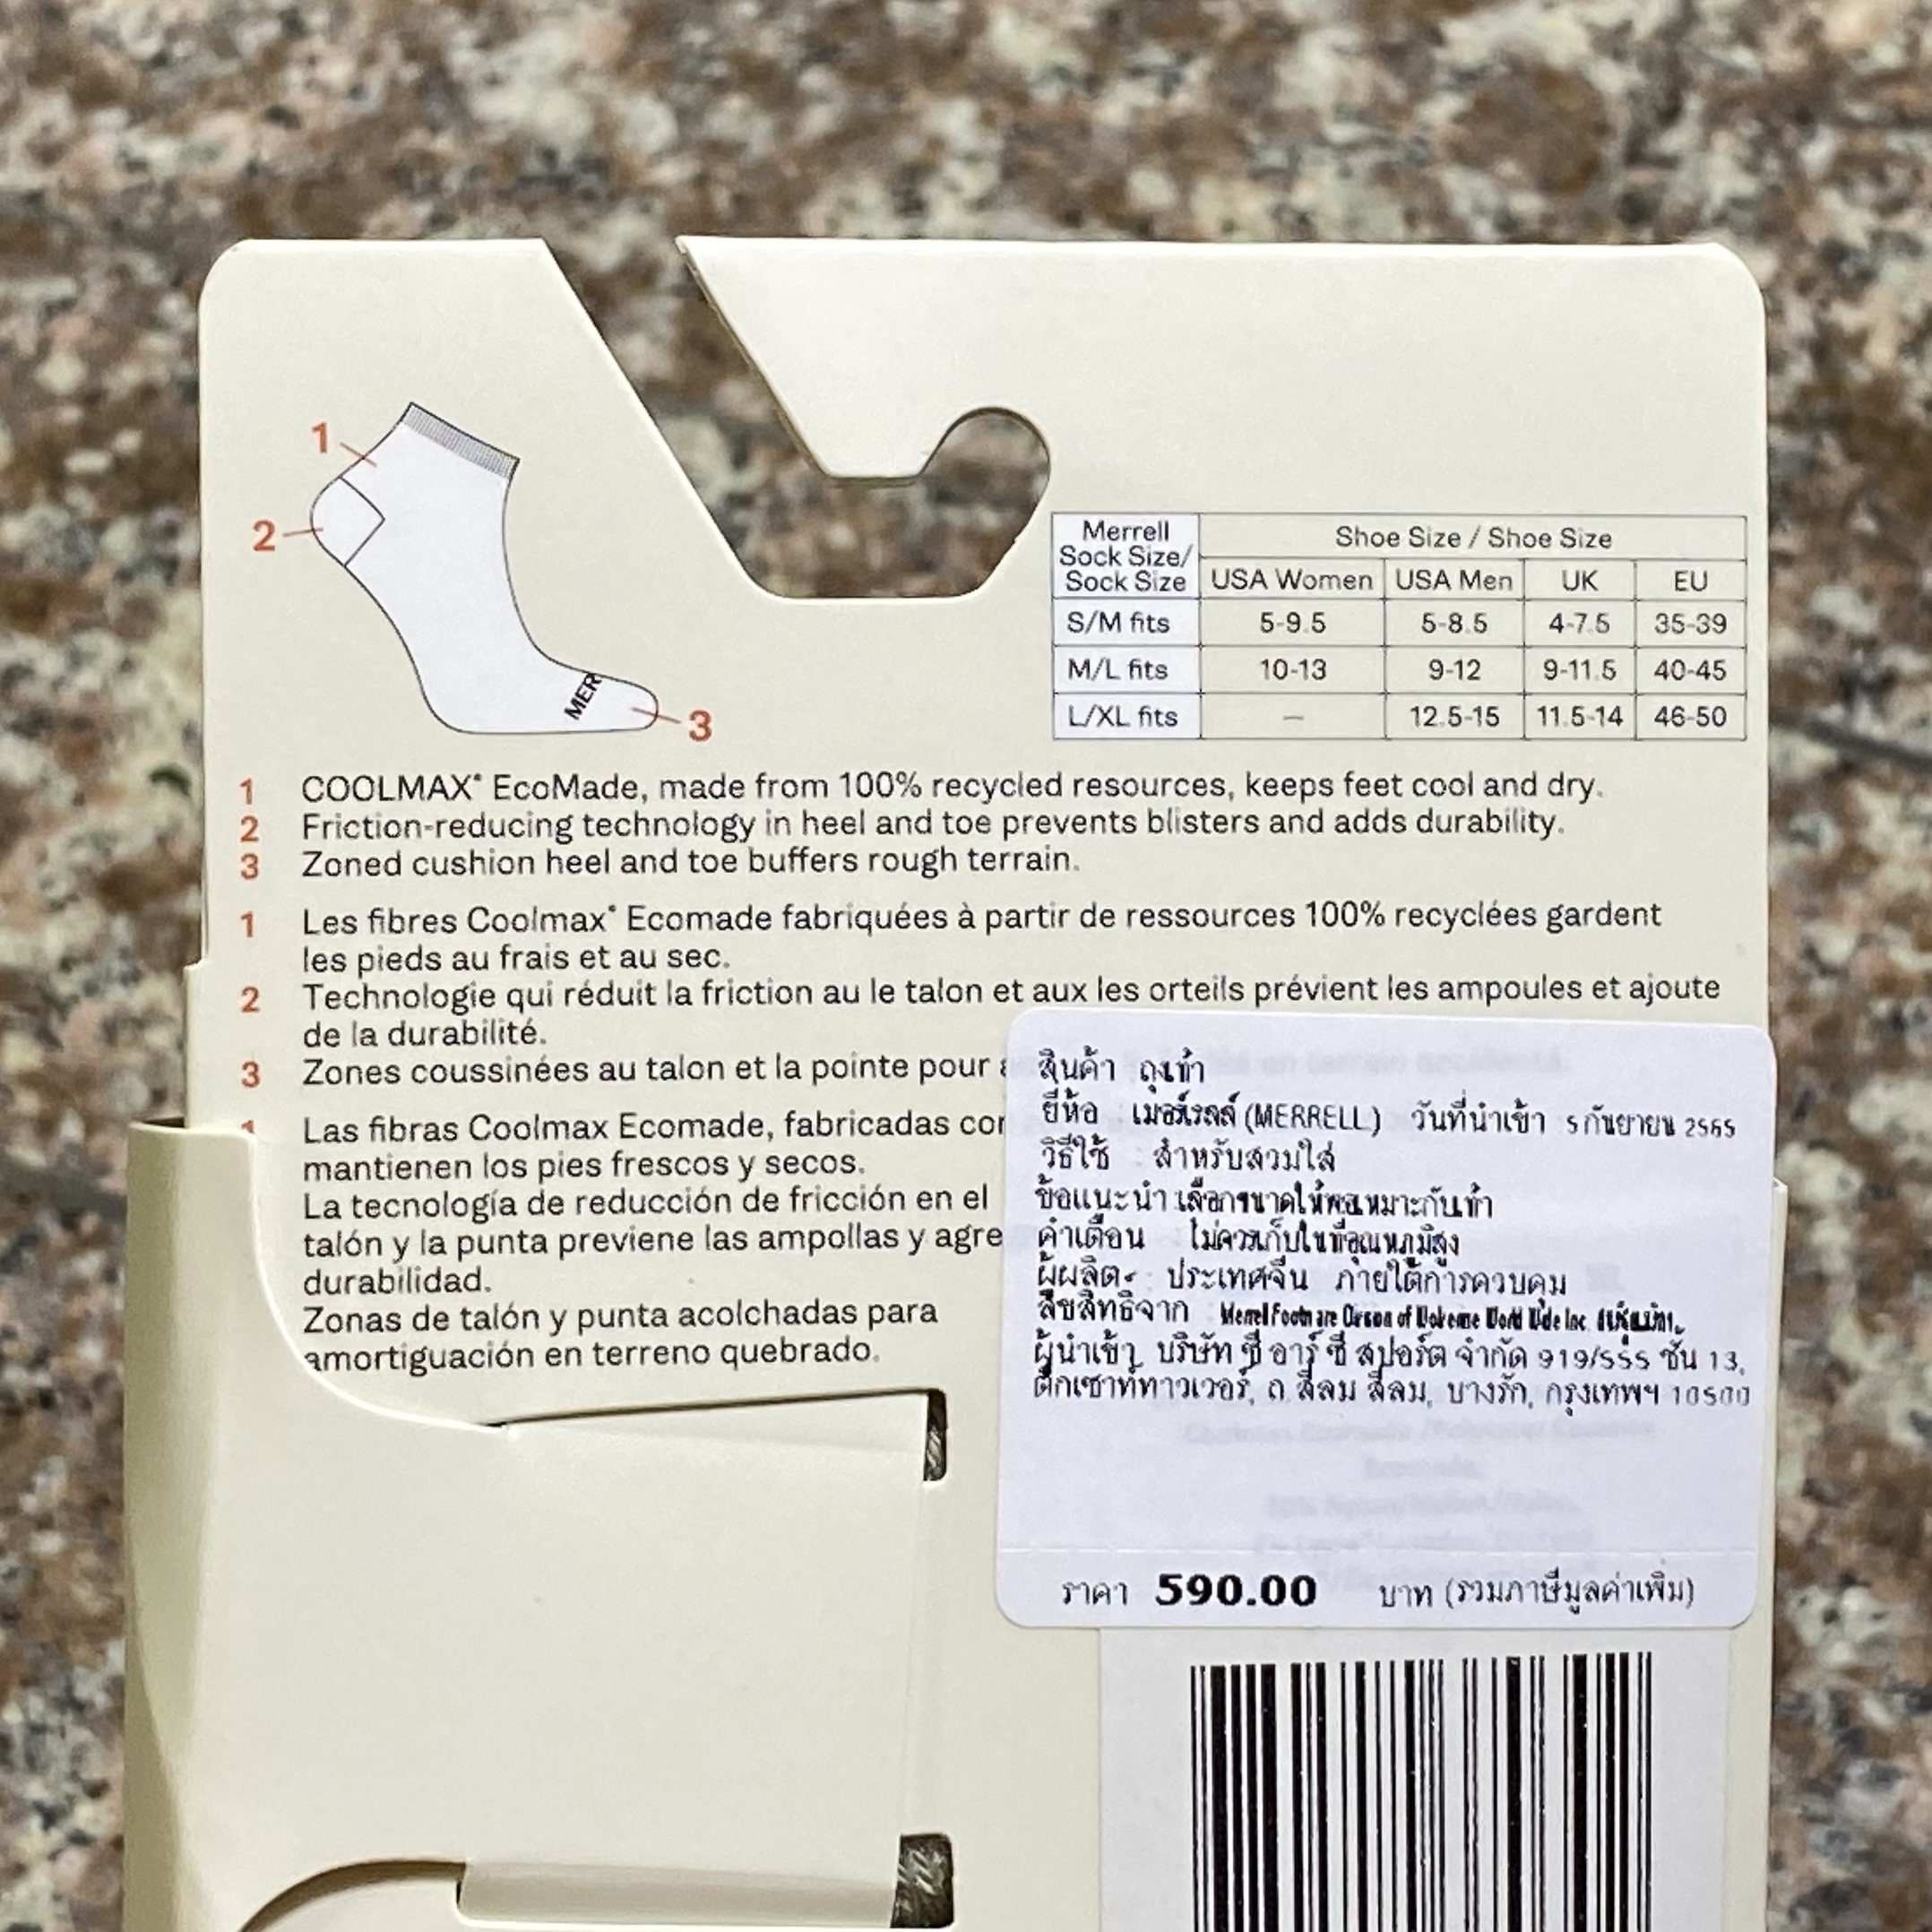 1
2
MER
3
Merrell Sock Size/ Sock Size | Shoe Size / Shoe Size
USA Women | USA Men | UK | EU
S/M fits | 5-9.5 | 5-8.5 | 4-7.5 | 35-39
M/L fits | 10-13 | 9-12 | 9-11.5 | 40-45
L/XL fits | — | 12.5-15 | 11.5-14 | 46-50
1 COOLMAX® EcoMade, made from 100% recycled resources, keeps feet cool and dry.
2 Friction-reducing technology in heel and toe prevents blisters and adds durability.
3 Zoned cushion heel and toe buffers rough terrain.
1 Les fibres Coolmax® Ecomade fabriquées à partir de ressources 100% recyclées gardent
les pieds au frais et au sec.
2 Technologie qui réduit la friction au le talon et aux les orteils prévient les ampoules et ajoute
de la durabilité.
3 Zones coussinées au talon et la pointe pour
1 Las fibras Coolmax Ecomade, fabricadas con
mantienen los pies frescos y secos.
La tecnología de reducción de fricción en el
talón y la punta previene las ampollas y agre
durabilidad.
Zonas de talón y punta acolchadas para
amortiguación en terreno quebrado.
สินค้า ถุงเท้า
ยี่ห้อ เมอร์เรลล์ (MERRELL) วันที่นำเข้า 5 กันยายน 2565
วิธีใช้ สำหรับสวมใส่
ข้อแนะนำ เลือกขนาดให้พอเหมาะกับเท้า
คำเตือน ไม่ควรเก็บในที่อุณหภูมิสูง
ผู้ผลิต ประเทศจีน ภายใต้การควบคุม
ลิขสิทธิ์จาก
ผู้นำเข้า บริษัท ซี อาร์ ซี สปอร์ต จำกัด 919/555 ชั้น 13,
ตึกเซาท์ทาวเวอร์, ถ.สีลม สีลม, บางรัก, กรุงเทพฯ 10500
ราคา 590.00 บาท (รวมภาษีมูลค่าเพิ่ม)